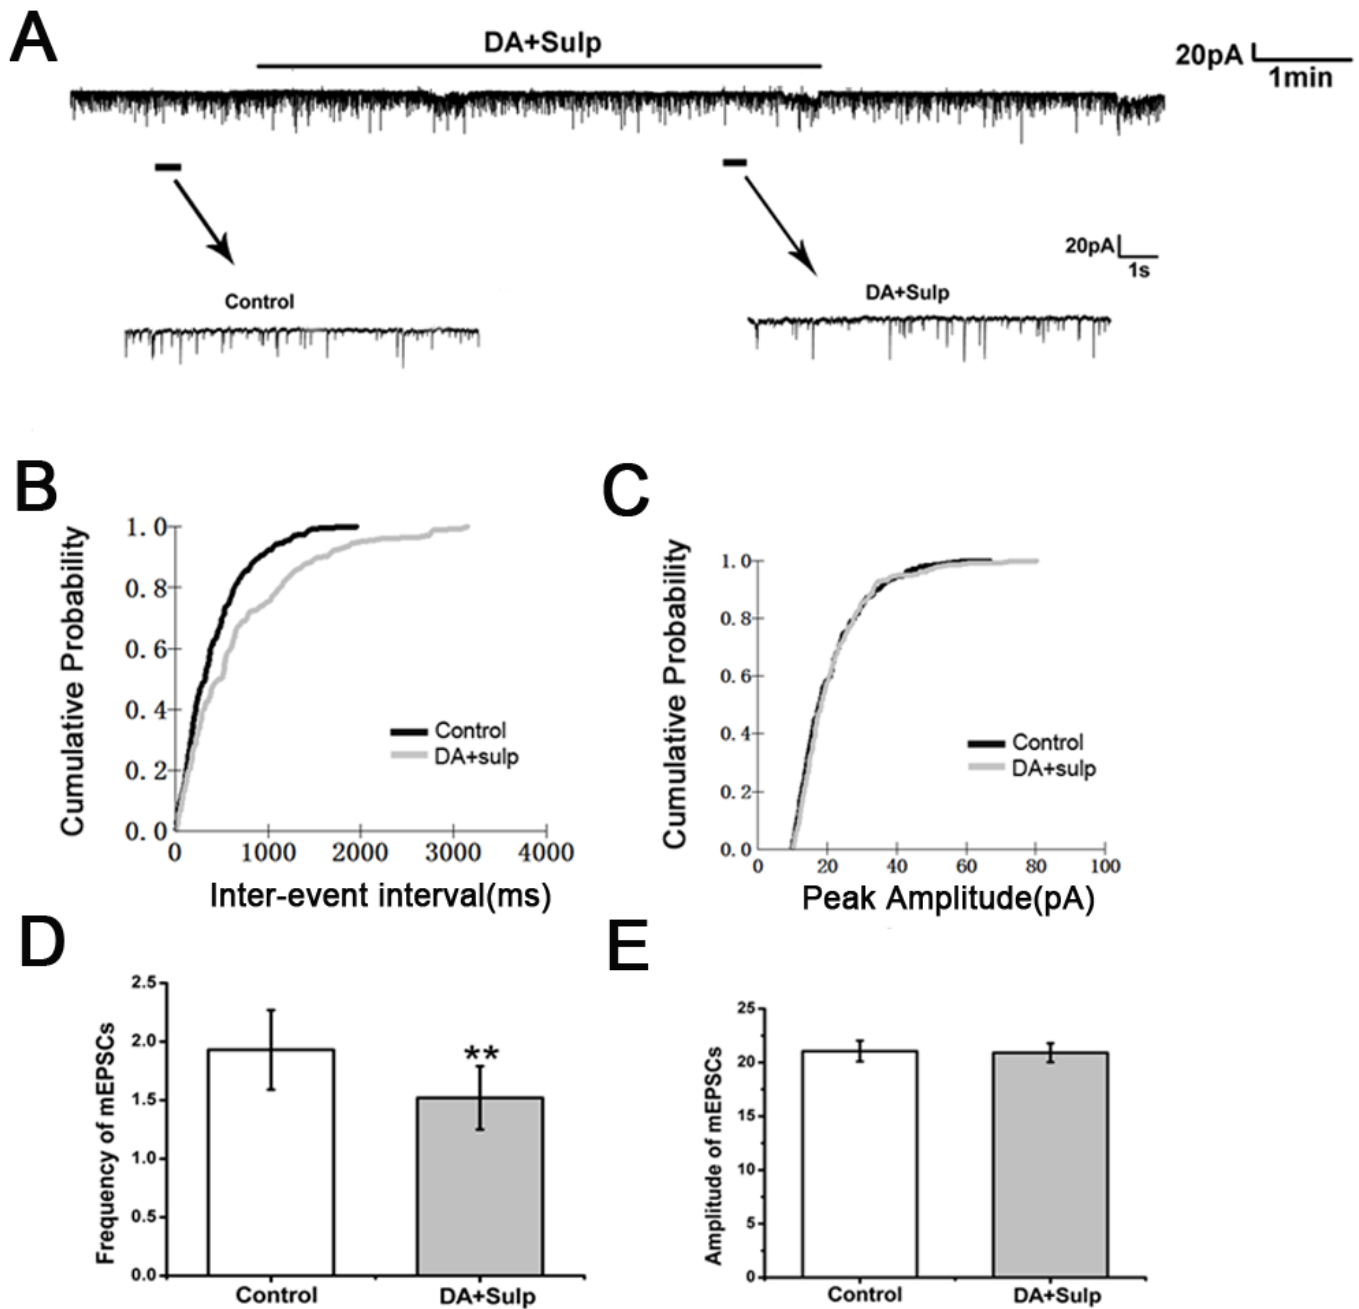 A
DA+Sulp
20pA
1min
20pA
1s
Control
DA+Sulp
B
Cumulative Probability
1.0
0.8
0.6
0.4
0.2
0.0
0 1000 2000 3000 4000
Inter-event interval(ms)
Control
DA+sulp
C
Cumulative Probability
1.0
0.8
0.6
0.4
0.2
0.0
0 20 40 60 80 100
Peak Amplitude(pA)
Control
DA+sulp
D
Frequency of mEPSCs
2.5
2.0
1.5
1.0
0.5
0.0
**
Control DA+Sulp
E
Amplitude of mEPSCs
25
20
15
10
5
0
Control DA+Sulp